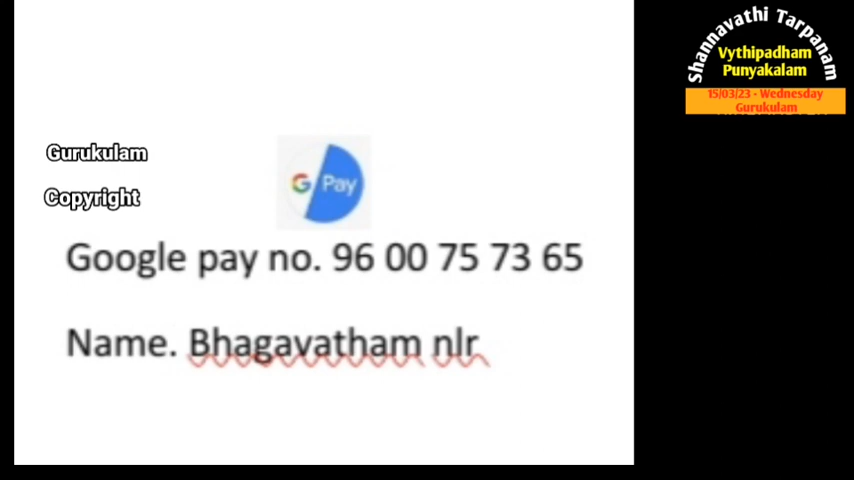 Shannavathi Tarpanam
Vythipadham
Punyakalam
15/03/23 - Wednesday
Gurukulam
Gurukulam
Copyright
G Pay
Google pay no. 96 00 75 73 65
Name. Bhagavatham nlr